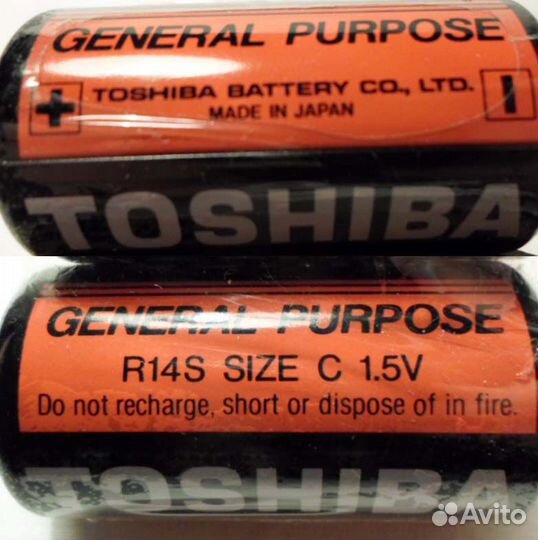 GENERAL PURPOSE
+ TOSHIBA BATTERY CO., LTD. -
MADE IN JAPAN
TOSHIBA
GENERAL PURPOSE
R14S SIZE C 1.5V
Do not recharge, short or dispose of in fire.
TOSHIBA
Avito